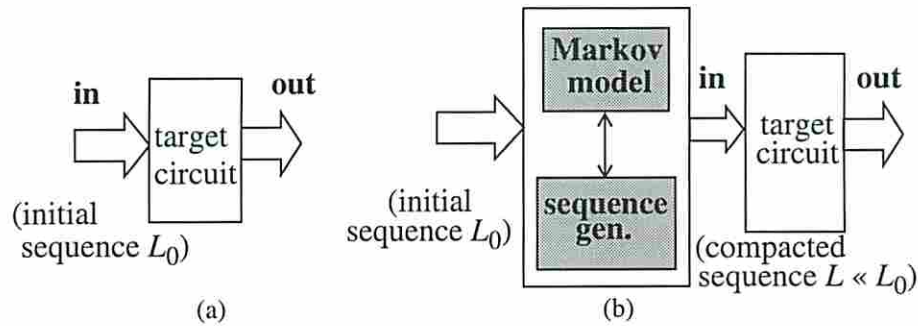 in
out
target
circuit
(initial
sequence L₀)
(a)
Markov
model
sequence
gen.
(initial
sequence L₀)
in
out
target
circuit
(compacted
sequence L « L₀)
(b)